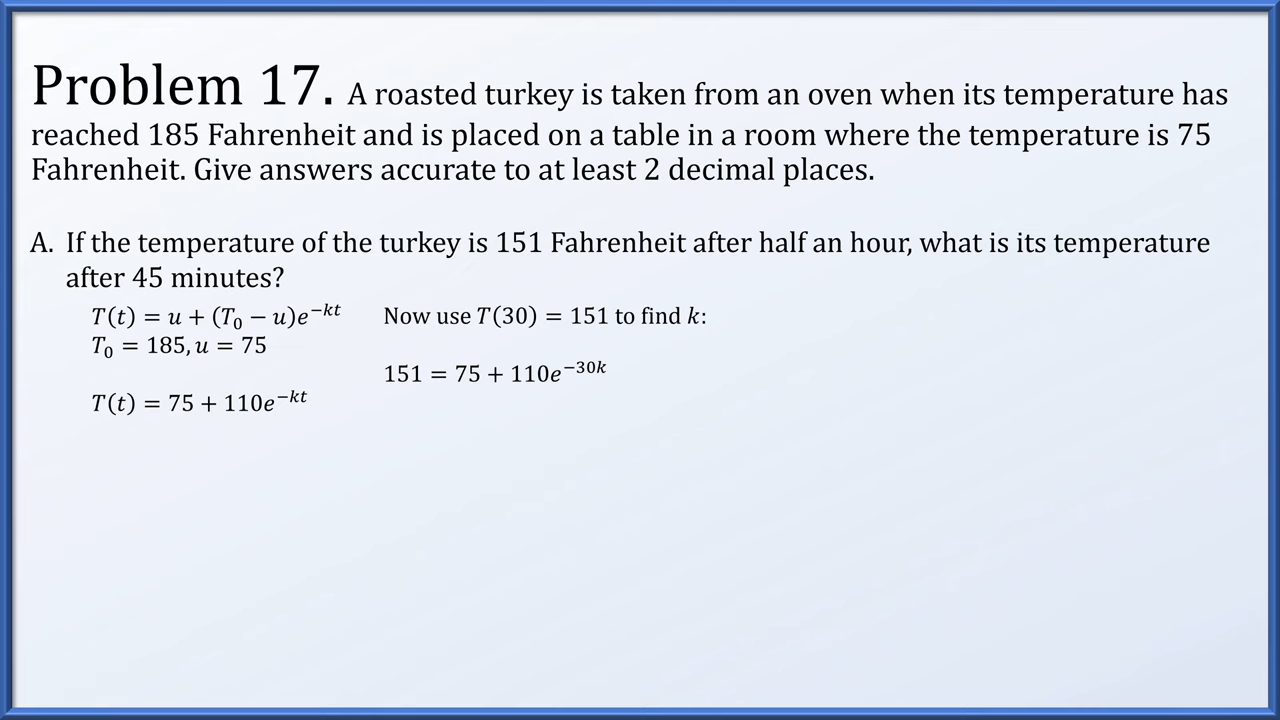 Problem 17. A roasted turkey is taken from an oven when its temperature has
reached 185 Fahrenheit and is placed on a table in a room where the temperature is 75
Fahrenheit. Give answers accurate to at least 2 decimal places.
A. If the temperature of the turkey is 151 Fahrenheit after half an hour, what is its temperature
after 45 minutes?
T(t) = u + (T₀ − u)e^{−kt}
T₀ = 185, u = 75
T(t) = 75 + 110e^{−kt}
Now use T(30) = 151 to find k:
151 = 75 + 110e^{−30k}